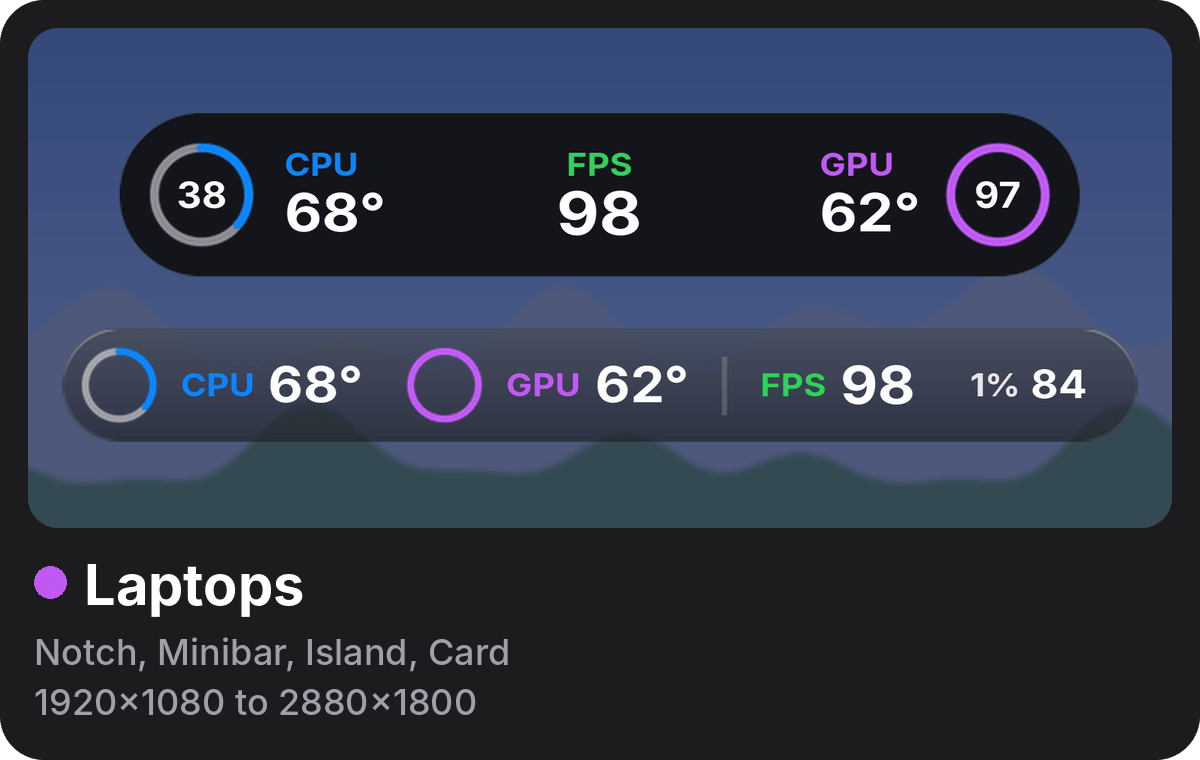 38 CPU 68° FPS 98 GPU 62° 97
CPU 68° GPU 62° FPS 98 1% 84
Laptops
Notch, Minibar, Island, Card
1920×1080 to 2880×1800